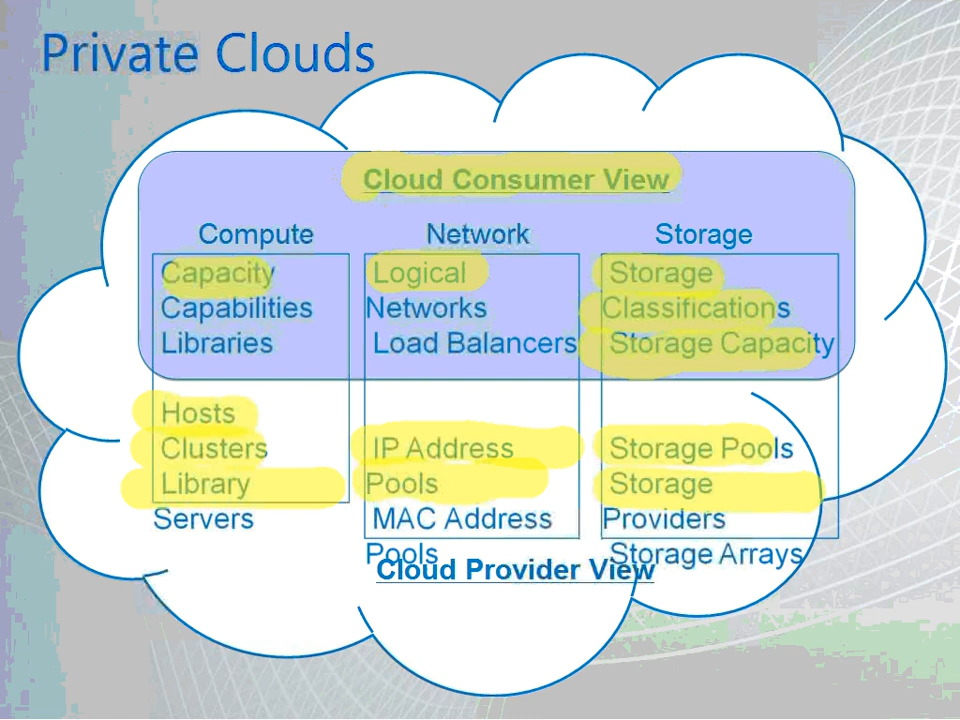 Private Clouds
Cloud Consumer View
Compute
Capacity
Capabilities
Libraries
Hosts
Clusters
Library
Servers
Network
Logical
Networks
Load Balancers
IP Address
Pools
MAC Address
Pools
Storage
Storage
Classifications
Storage Capacity
Storage Pools
Storage
Providers
Storage Arrays
Cloud Provider View